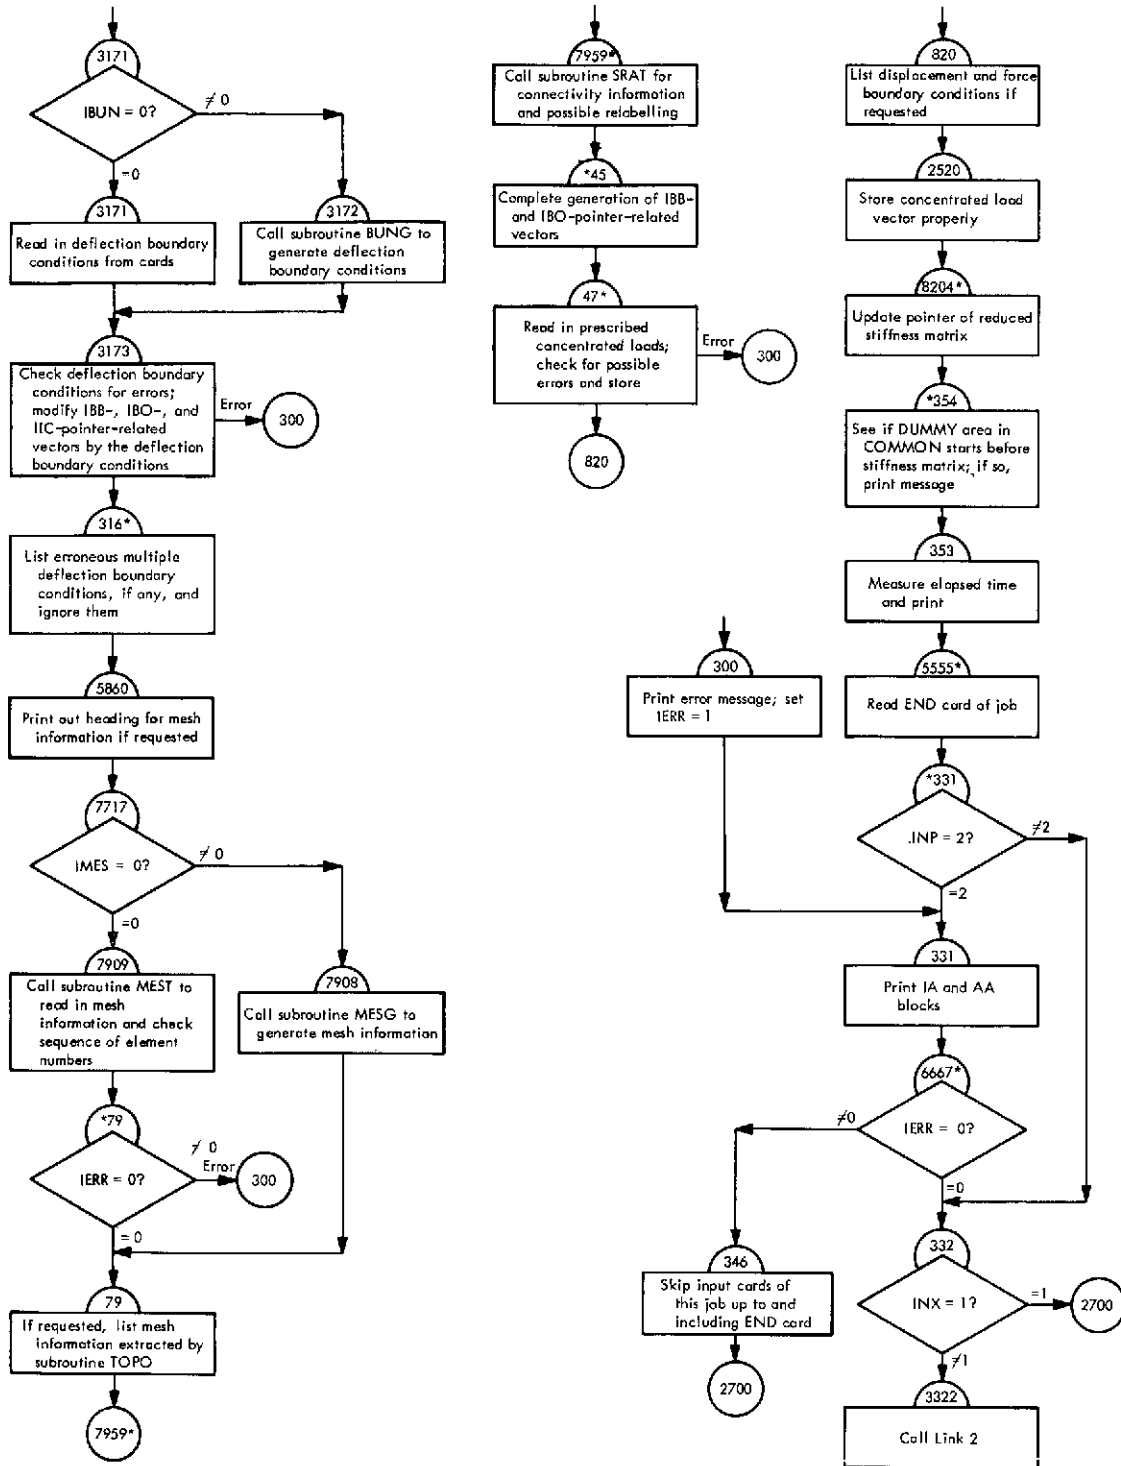 3171
IBUN = 0?
≠0
=0
3171
Read in deflection boundary
conditions from cards
3172
Call subroutine BUNG to
generate deflection
boundary conditions
3173
Check deflection boundary
conditions for errors;
modify IBB-, IBO-, and
IIC-pointer-related
vectors by the deflection
boundary conditions
Error
300
316*
List erroneous multiple
deflection boundary
conditions, if any, and
ignore them
5860
Print out heading for mesh
information if requested
7717
IMES = 0?
≠0
=0
7909
Call subroutine MEST to
read in mesh
information and check
sequence of element
numbers
7908
Call subroutine MESG to
generate mesh information
*79
IERR = 0?
≠ 0
Error
300
= 0
79
If requested, list mesh
information extracted by
subroutine TOPO
7959*
7959*
Call subroutine SRAT for
connectivity information
and possible relabelling
*45
Complete generation of IBB-
and IBO-pointer-related
vectors
47*
Read in prescribed
concentrated loads;
check for possible
errors and store
Error
300
820
300
Print error message; set
IERR = 1
820
List displacement and force
boundary conditions if
requested
2520
Store concentrated load
vector properly
8204*
Update pointer of reduced
stiffness matrix
*354
See if DUMMY area in
COMMON starts before
stiffness matrix; if so,
print message
353
Measure elapsed time
and print
5555*
Read END card of job
*331
.INP = 2?
≠2
=2
331
Print IA and AA
blocks
6667*
IERR = 0?
≠0
=0
346
Skip input cards of
this job up to and
including END card
2700
332
INX = 1?
=1
2700
≠1
3322
Call Link 2